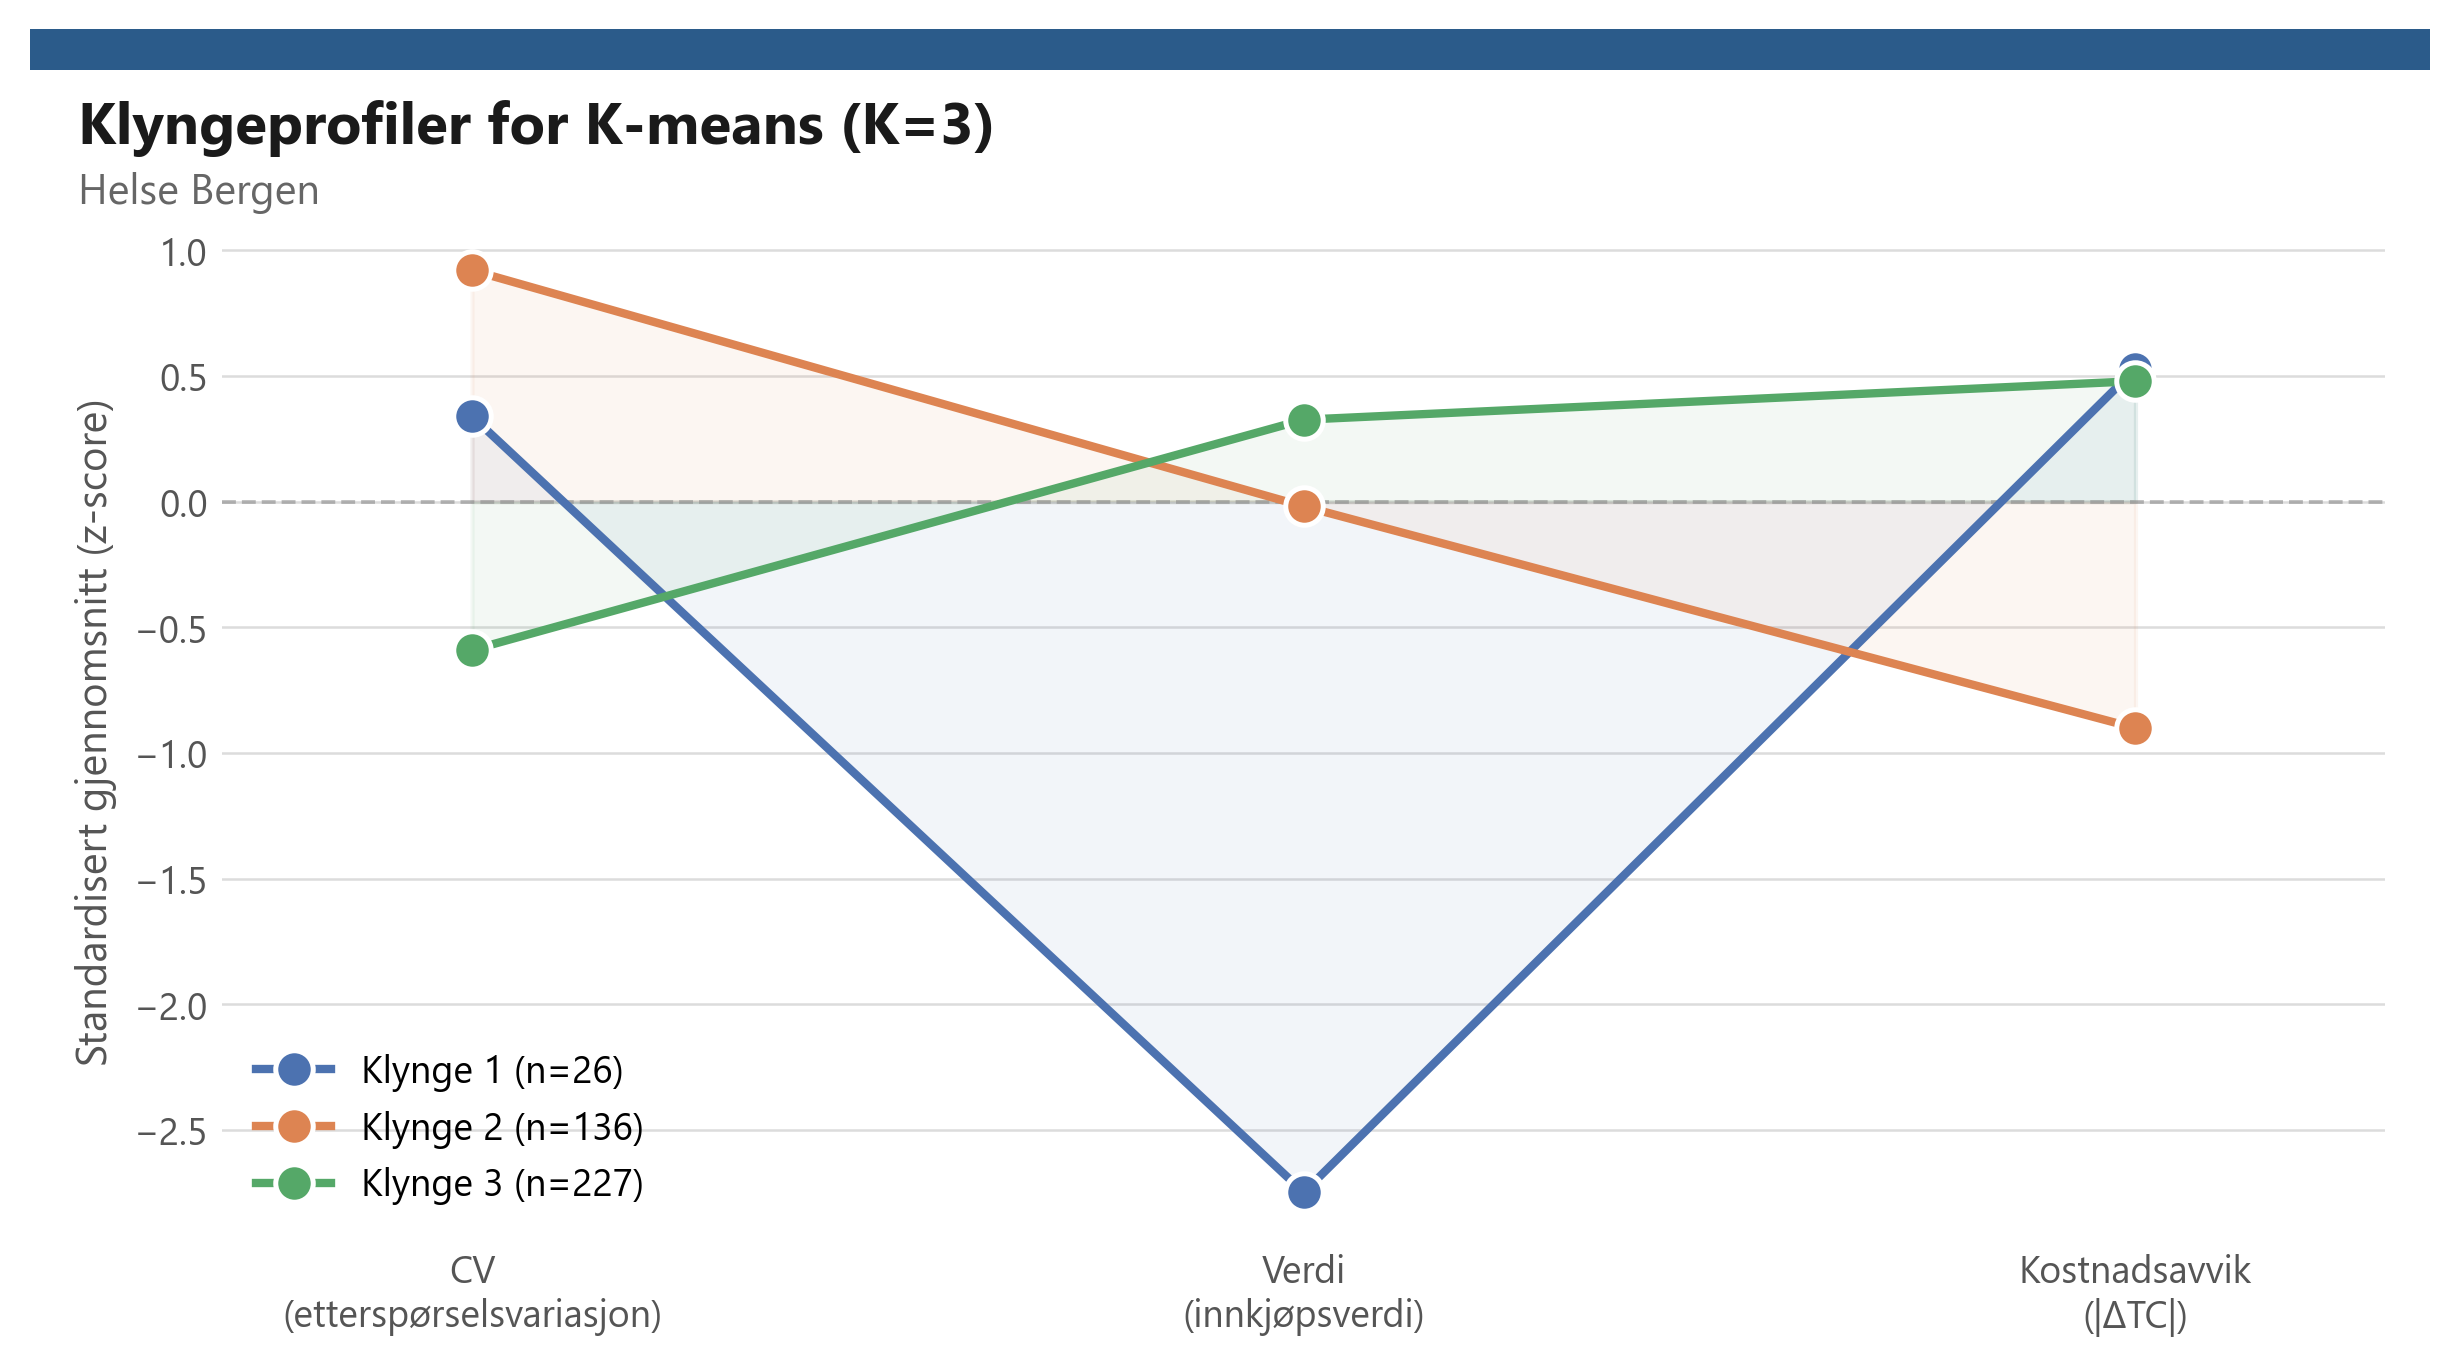 Klyngeprofiler for K-means (K=3)
Helse Bergen
Standardisert gjennomsnitt (z-score)
1.0
0.5
0.0
−0.5
−1.0
−1.5
−2.0
−2.5
Klynge 1 (n=26)
Klynge 2 (n=136)
Klynge 3 (n=227)
CV
(etterspørselsvariasjon)
Verdi
(innkjøpsverdi)
Kostnadsavvik
(|ΔTC|)